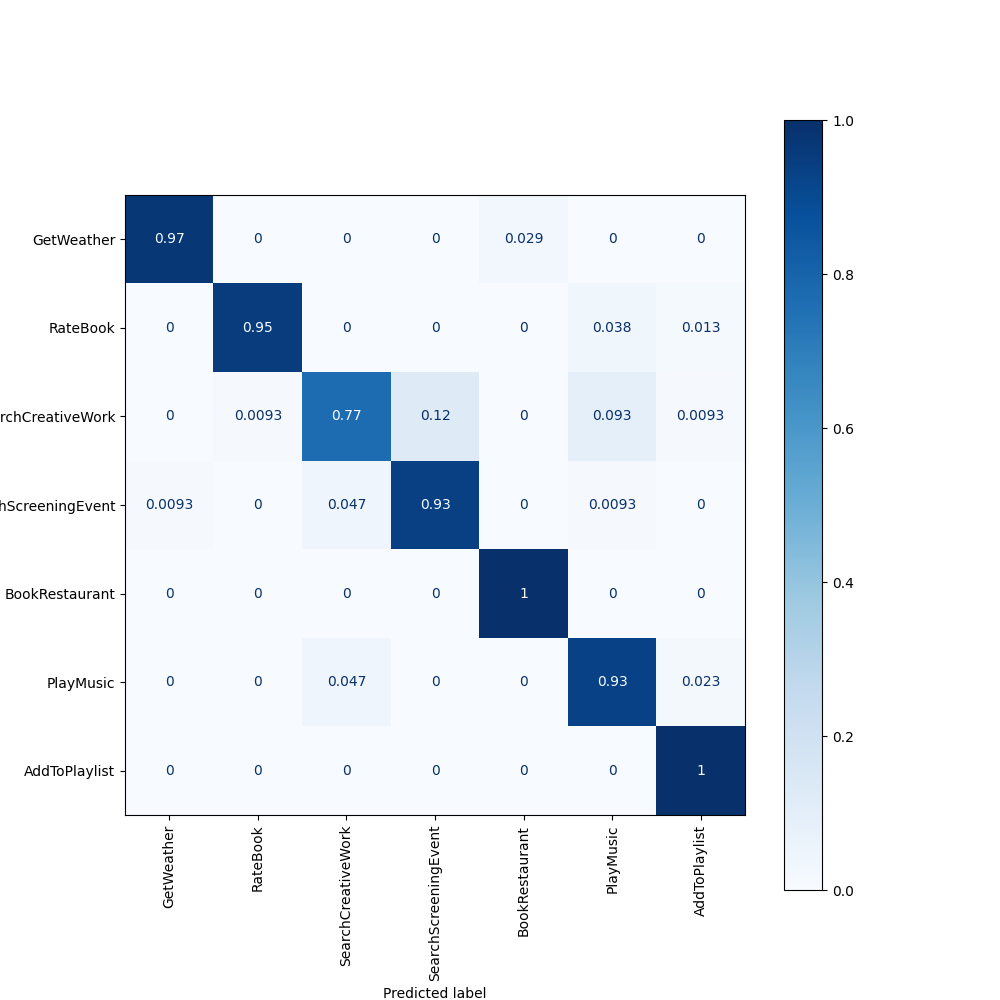 1.0
GetWeather 0.97 0 0 0 0.029 0 0
0.8
RateBook 0 0.95 0 0 0 0.038 0.013
rchCreativeWork 0 0.0093 0.77 0.12 0 0.093 0.0093
0.6
hScreeningEvent 0.0093 0 0.047 0.93 0 0.0093 0
0.4
BookRestaurant 0 0 0 0 1 0 0
PlayMusic 0 0 0.047 0 0 0.93 0.023
0.2
AddToPlaylist 0 0 0 0 0 0 1
0.0
GetWeather
RateBook
SearchCreativeWork
SearchScreeningEvent
BookRestaurant
PlayMusic
AddToPlaylist
Predicted label